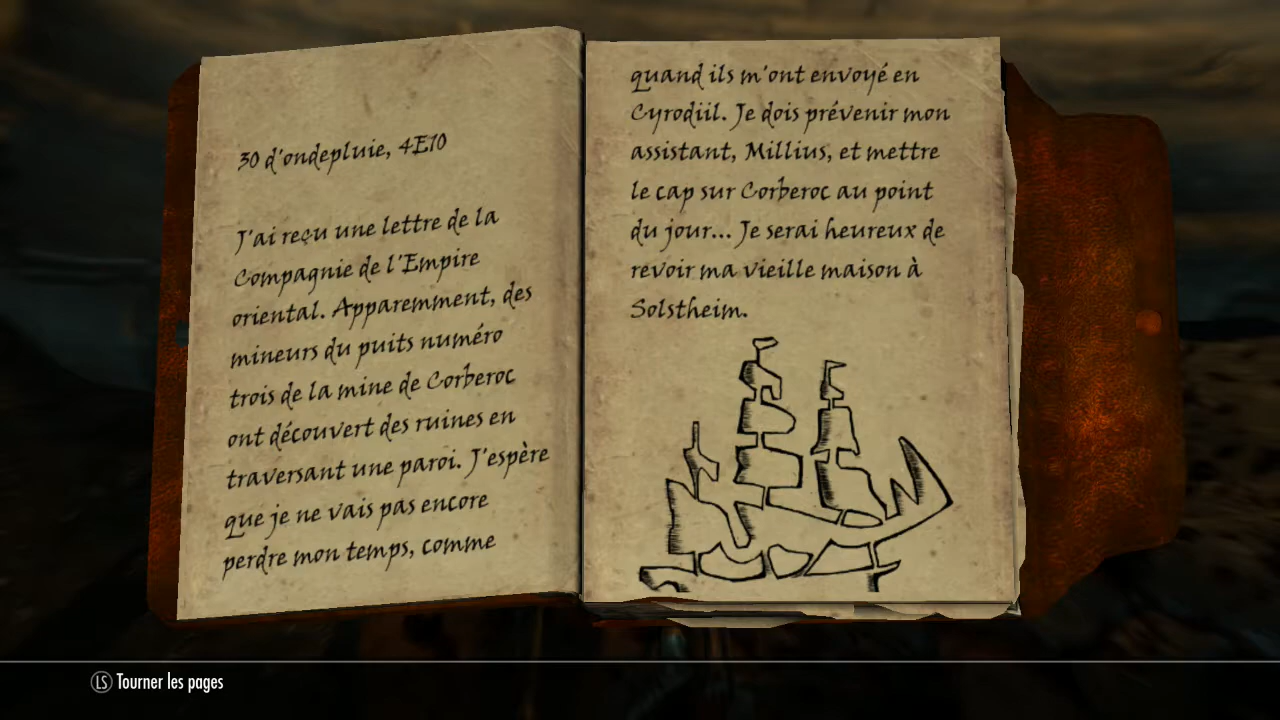 30 d'ondepluie, 4E10
J'ai reçu une lettre de la
Compagnie de l'Empire
oriental. Apparemment, des
mineurs du puits numéro
trois de la mine de Corberoc
ont découvert des ruines en
traversant une paroi. J'espère
que je ne vais pas encore
perdre mon temps, comme
quand ils m'ont envoyé en
Cyrodiil. Je dois prévenir mon
assistant, Millius, et mettre
le cap sur Corberoc au point
du jour... Je serai heureux de
revoir ma vieille maison à
Solstheim.
LS Tourner les pages